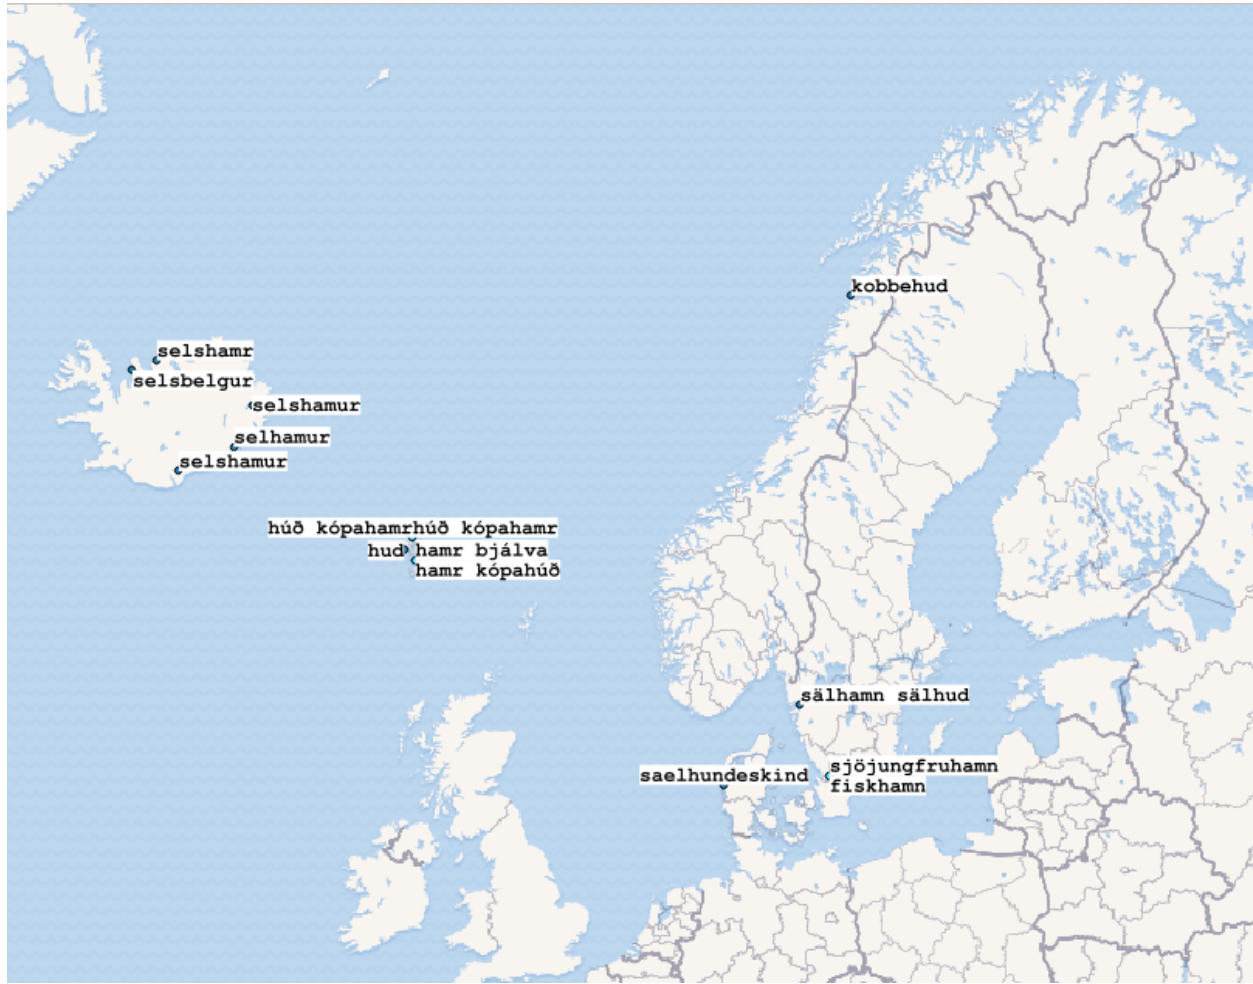 kobbehud
selshamr
selsbelgur
selshamur
selhamur
selshamur
húð kópahamrhúð kópahamr
hud hamr bjálva
hamr kópahúð
sälhamn sälhud
sjöjungfruhamn
saelhundeskind
fiskhamn